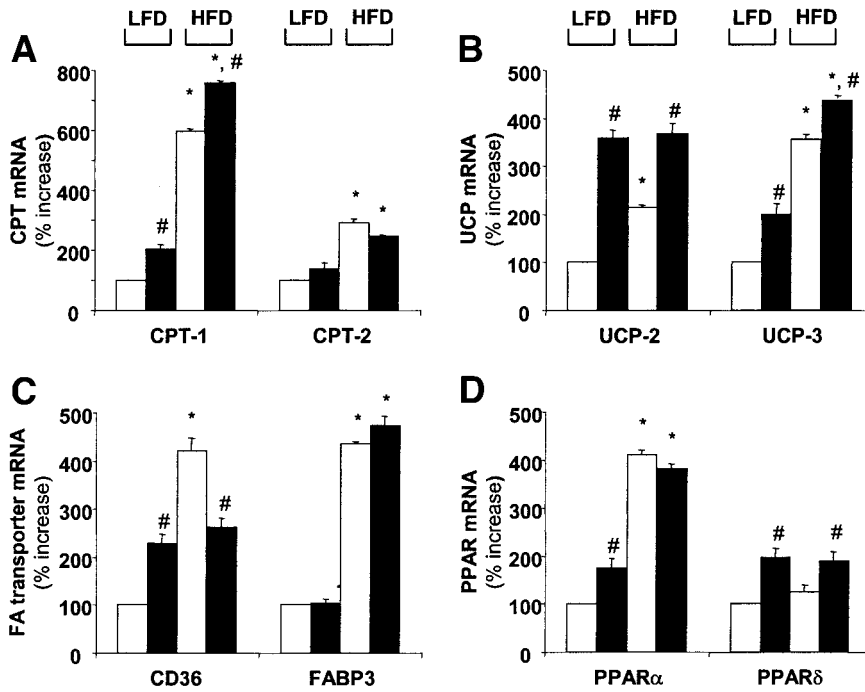 LFD HFD LFD HFD
A
CPT mRNA
(% increase)
800
600
400
200
0
#
*
*, #
*
*
CPT-1 CPT-2
LFD HFD LFD HFD
B
UCP mRNA
(% increase)
500
400
300
200
100
0
#
*
#
#
*
*, #
UCP-2 UCP-3
C
FA transporter mRNA
(% increase)
500
400
300
200
100
0
#
*
#
*
*
CD36 FABP3
D
PPAR mRNA
(% increase)
500
400
300
200
100
0
#
*
*
#
#
PPARα PPARδ